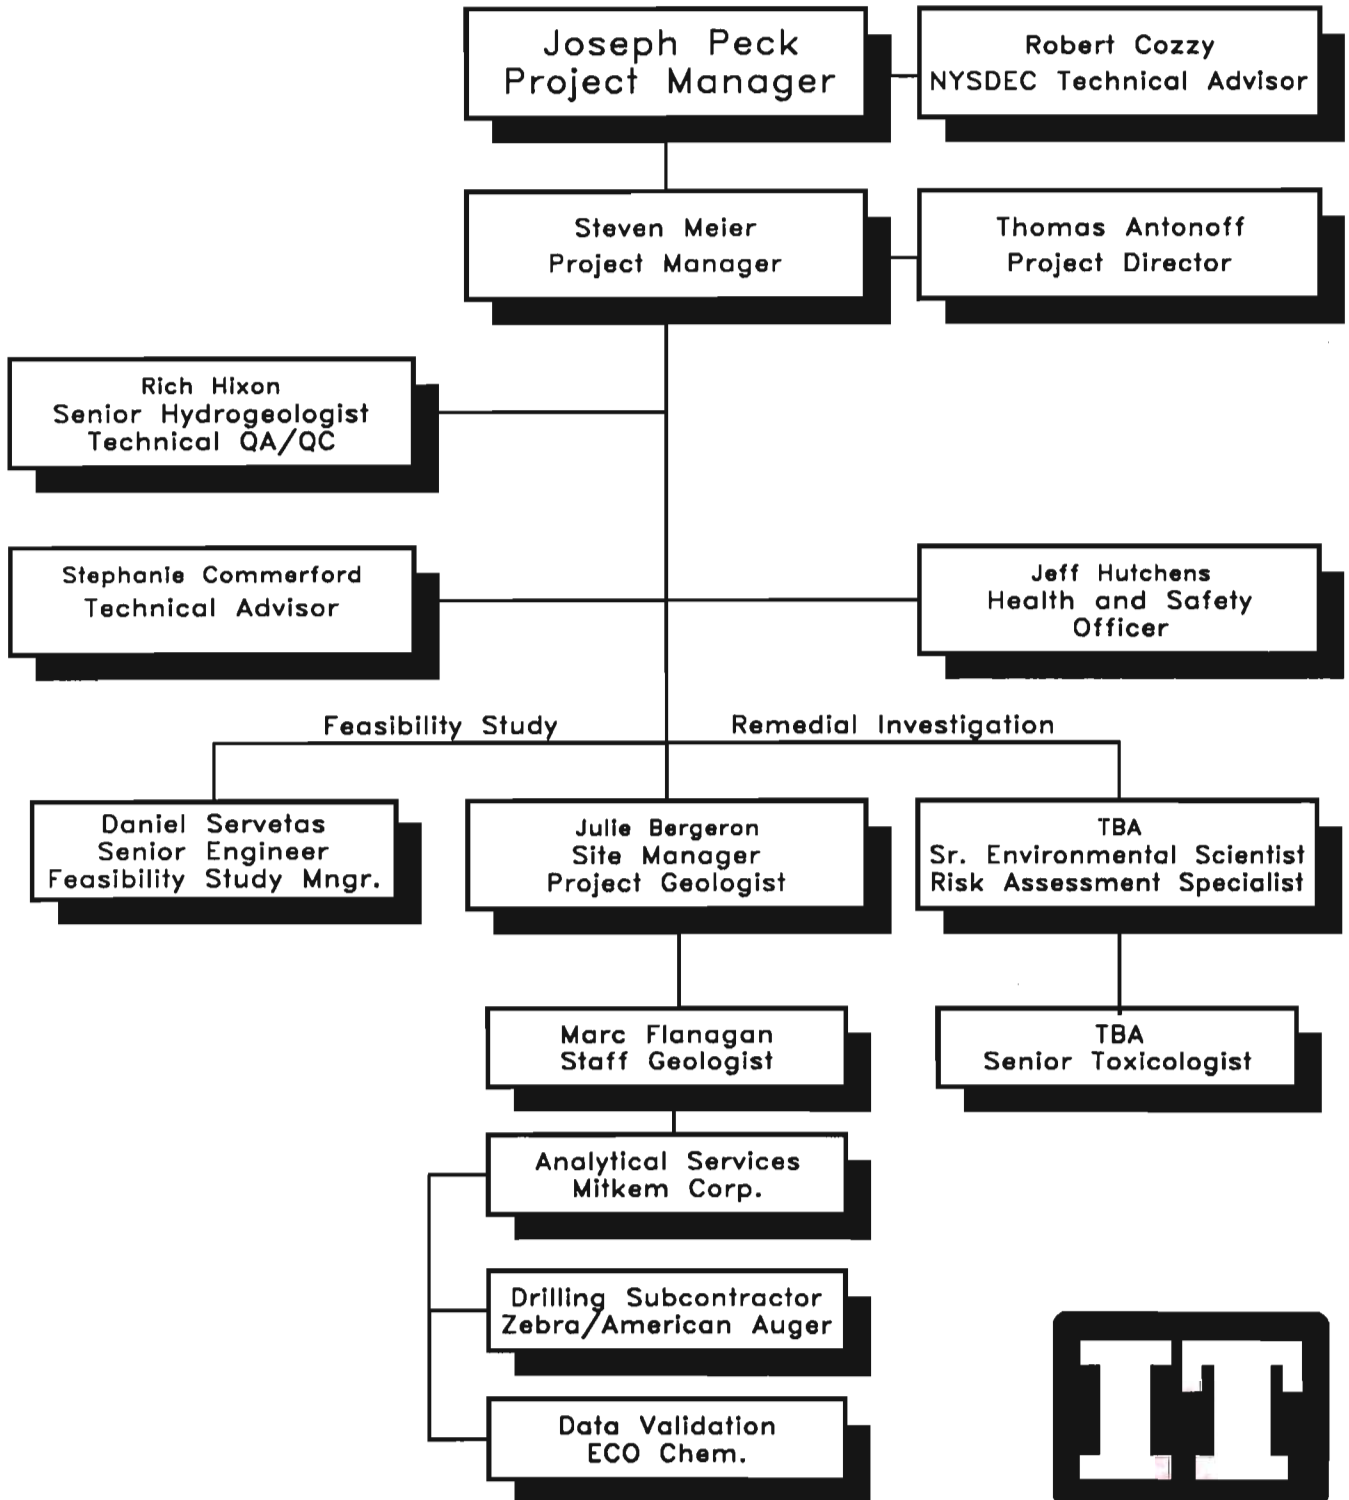 Joseph Peck
Project Manager
Robert Cozzy
NYSDEC Technical Advisor
Steven Meier
Project Manager
Thomas Antonoff
Project Director
Rich Hixon
Senior Hydrogeologist
Technical QA/QC
Stephanie Commerford
Technical Advisor
Jeff Hutchens
Health and Safety
Officer
Feasibility Study
Remedial Investigation
Daniel Servetas
Senior Engineer
Feasibility Study Mngr.
Julie Bergeron
Site Manager
Project Geologist
TBA
Sr. Environmental Scientist
Risk Assessment Specialist
Marc Flanagan
Staff Geologist
TBA
Senior Toxicologist
Analytical Services
Mitkem Corp.
Drilling Subcontractor
Zebra/American Auger
Data Validation
ECO Chem.
IT